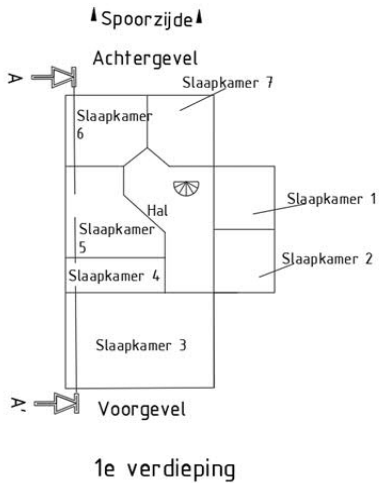 Spoorzijde
Achtergevel
A
Slaapkamer 7
Slaapkamer
6
Slaapkamer 1
Hal
Slaapkamer
5
Slaapkamer 2
Slaapkamer 4
Slaapkamer 3
A'
Voorgevel
1e verdieping